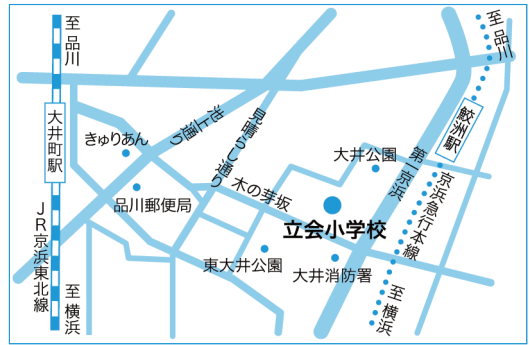 至品川
大井町駅
JR京浜東北線
至横浜
きゅりあん
品川郵便局
池上通り
見晴らし通り
木の芽坂
東大井公園
大井公園
立会小学校
大井消防署
第一京浜
至品川
鮫洲駅
京浜急行本線
至横浜